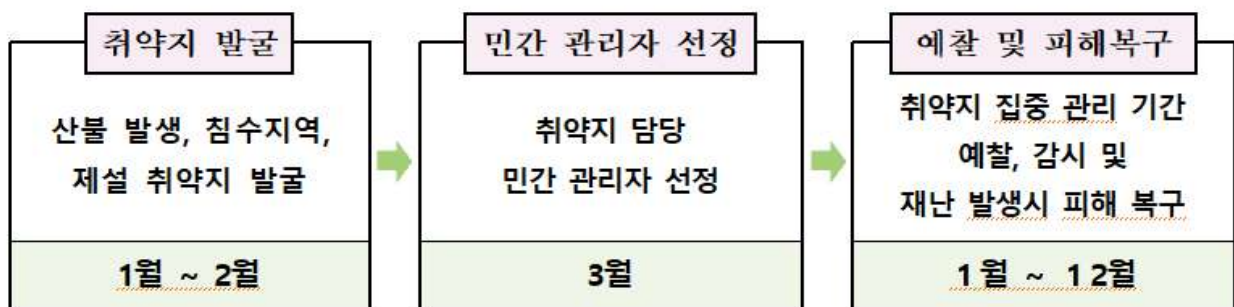 취약지 발굴
산불 발생, 침수지역,
제설 취약지 발굴
1월 ~ 2월
민간 관리자 선정
취약지 담당
민간 관리자 선정
3월
예찰 및 피해복구
취약지 집중 관리 기간
예찰, 감시 및
재난 발생시 피해 복구
1월 ~ 12월